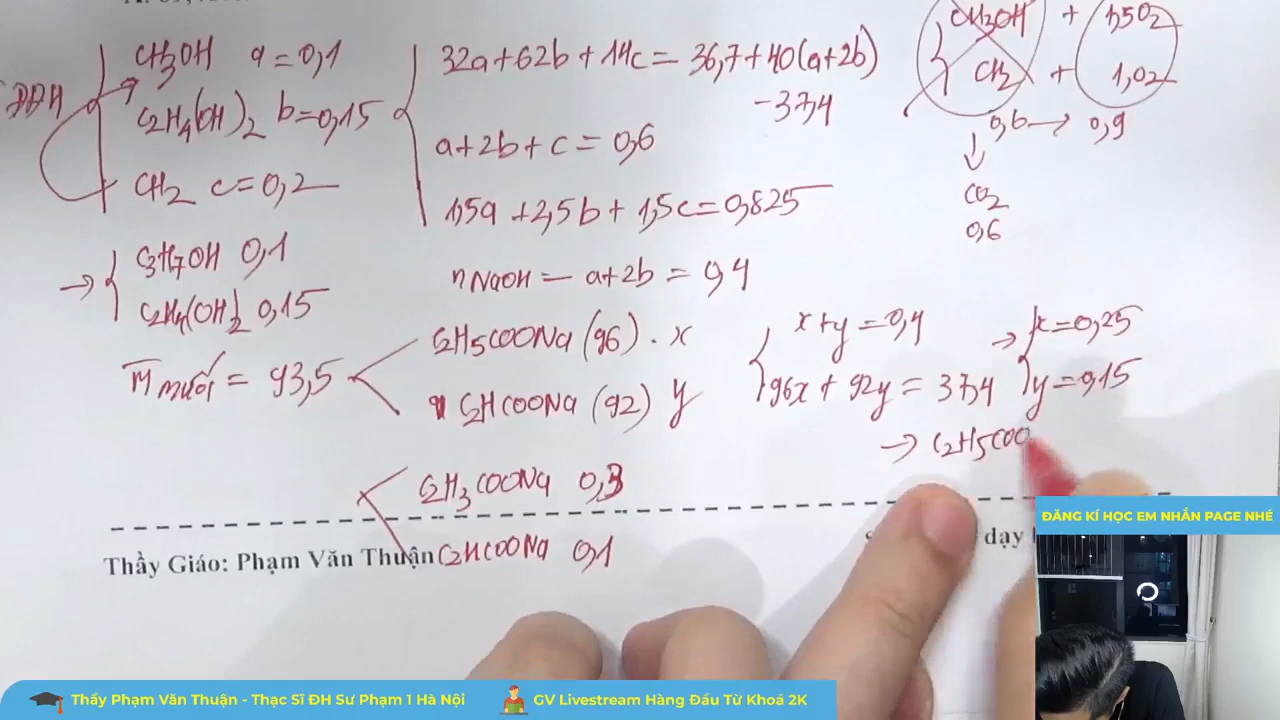 CH3OH a = 0,1
C2H4(OH)2 b = 0,15
CH2 c = 0,2
32a + 62b + 14c = 36,7 + 40(a+2b)
- 37,4
a + 2b + c = 0,6
1,5a + 2,5b + 1,5c = 0,825
CH3OH + 1,5O2
CH2 + 1,5O2
0,6 → 0,9
↓
CO2
0,6
→ C3H7OH 0,1
C2H4(OH)2 0,15
nNaOH = a+2b = 0,4
M̅ muối = 93,5
C2H5COONa (96) . x
C2HCOONa (92) y
x+y = 0,4
96x + 92y = 37,4
→ x = 0,25
y = 0,15
→ C2H5COO
C2H3COONa 0,3
C2HCOONa 0,1
Thầy Giáo: Phạm Văn Thuận
dạy
ĐĂNG KÍ HỌC EM NHẮN PAGE NHÉ
Thầy Phạm Văn Thuận - Thạc Sĩ ĐH Sư Phạm 1 Hà Nội
GV Livestream Hàng Đầu Từ Khoá 2K